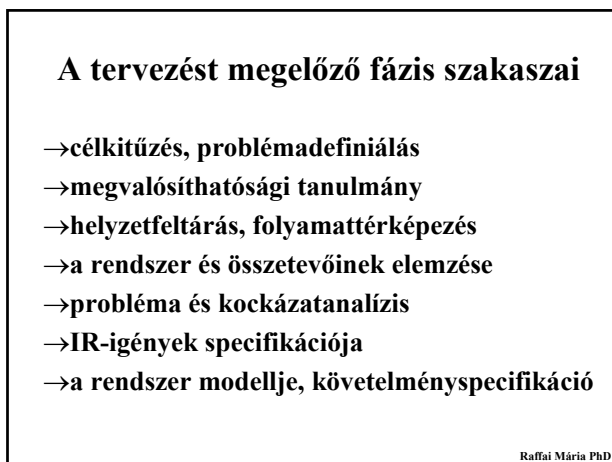 A tervezést megelőző fázis szakaszai
→célkitűzés, problémadefiniálás
→megvalósíthatósági tanulmány
→helyzetfeltárás, folyamattérképezés
→a rendszer és összetevőinek elemzése
→probléma és kockázatanalízis
→IR-igények specifikációja
→a rendszer modellje, követelményspecifikáció
Raffai Mária PhD